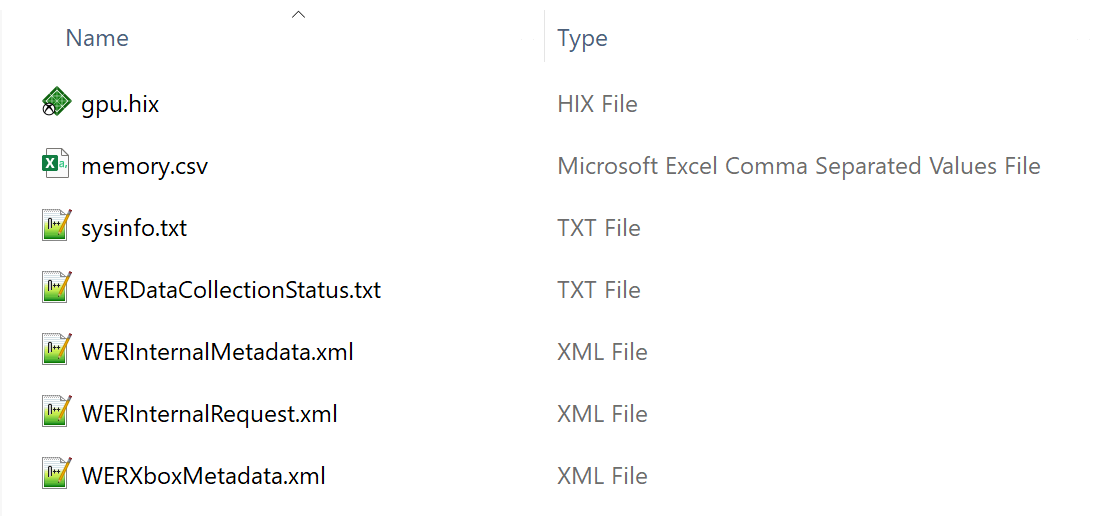 Name Type
gpu.hix HIX File
memory.csv Microsoft Excel Comma Separated Values File
sysinfo.txt TXT File
WERDataCollectionStatus.txt TXT File
WERInternalMetadata.xml XML File
WERInternalRequest.xml XML File
WERXboxMetadata.xml XML File